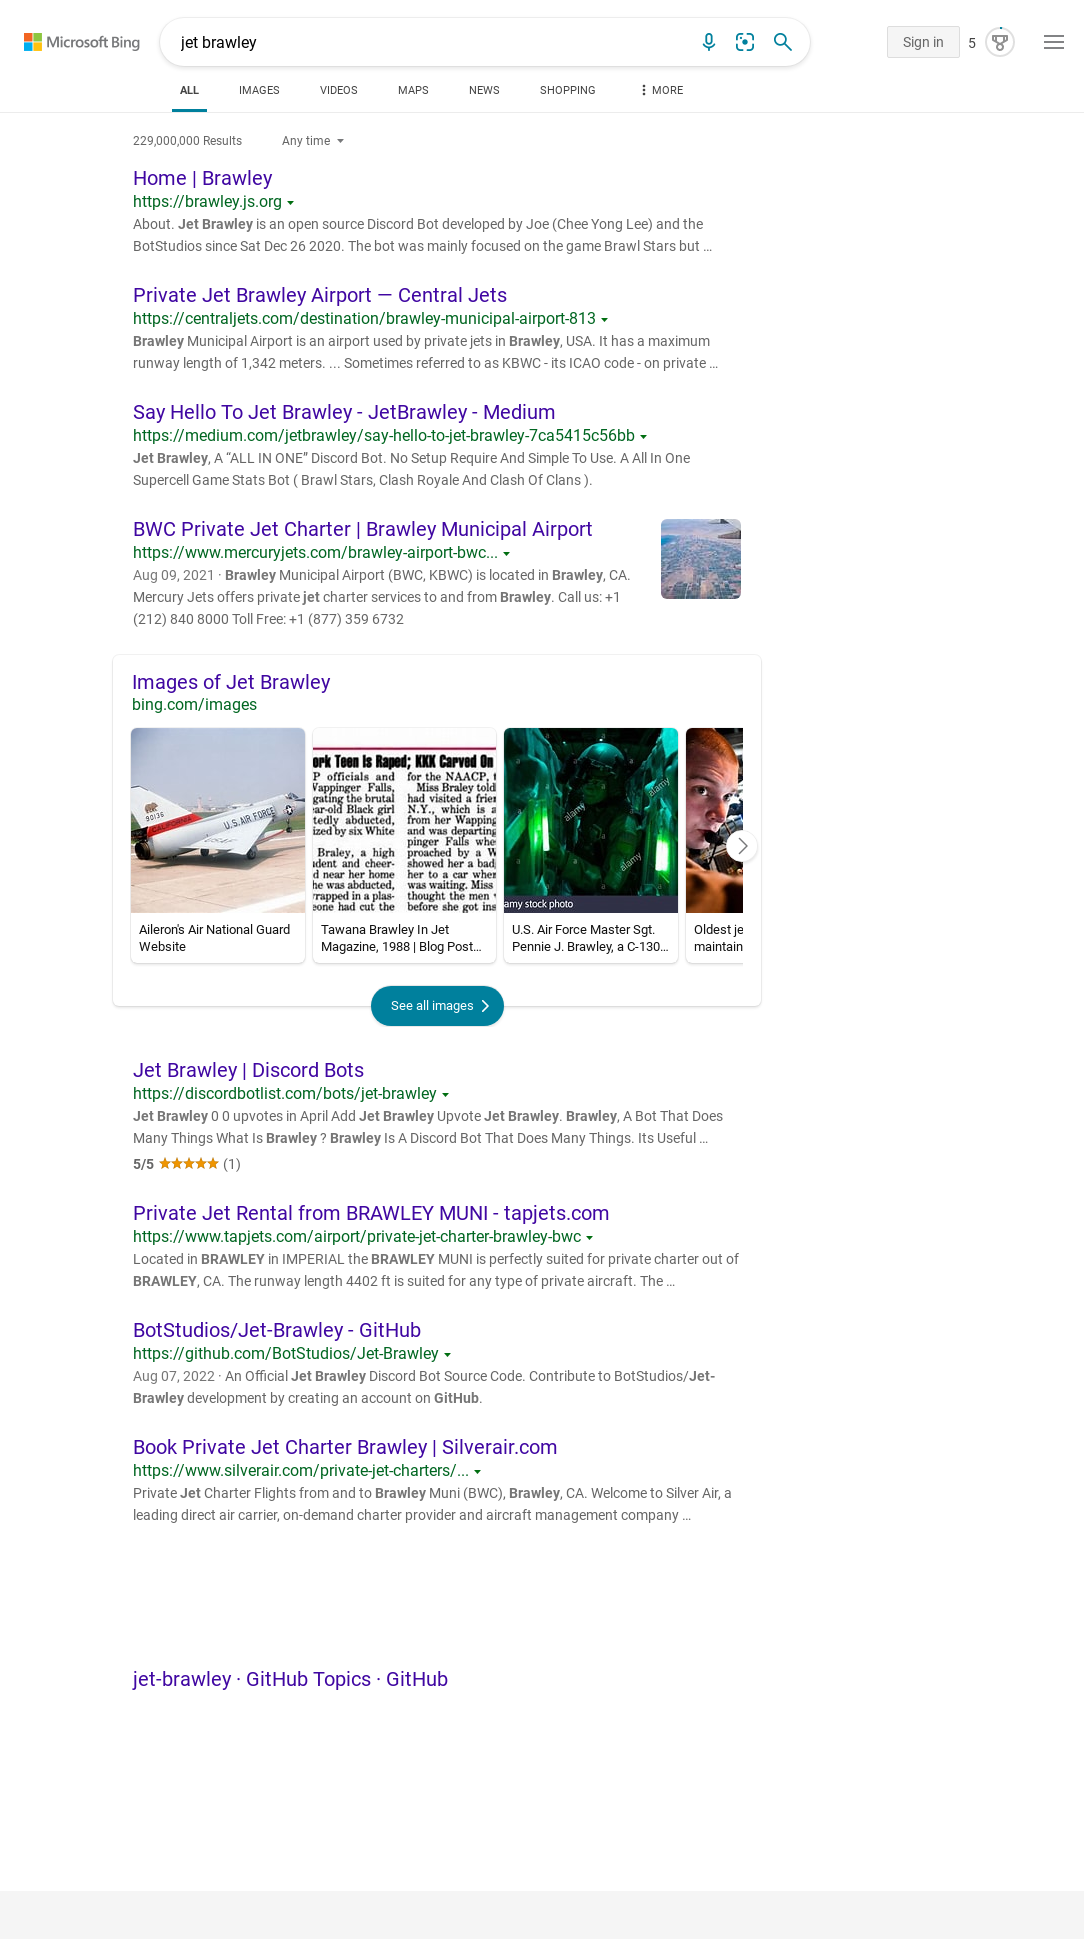 Microsoft Bing
jet brawley
Sign in
5
ALL
IMAGES
VIDEOS
MAPS
NEWS
SHOPPING
MORE
229,000,000 Results
Any time
Home | Brawley
https://brawley.js.org
About. Jet Brawley is an open source Discord Bot developed by Joe (Chee Yong Lee) and the
BotStudios since Sat Dec 26 2020. The bot was mainly focused on the game Brawl Stars but …
Private Jet Brawley Airport — Central Jets
https://centraljets.com/destination/brawley-municipal-airport-813
Brawley Municipal Airport is an airport used by private jets in Brawley, USA. It has a maximum
runway length of 1,342 meters. ... Sometimes referred to as KBWC - its ICAO code - on private …
Say Hello To Jet Brawley - JetBrawley - Medium
https://medium.com/jetbrawley/say-hello-to-jet-brawley-7ca5415c56bb
Jet Brawley, A “ALL IN ONE” Discord Bot. No Setup Require And Simple To Use. A All In One
Supercell Game Stats Bot ( Brawl Stars, Clash Royale And Clash Of Clans ).
BWC Private Jet Charter | Brawley Municipal Airport
https://www.mercuryjets.com/brawley-airport-bwc...
Aug 09, 2021 · Brawley Municipal Airport (BWC, KBWC) is located in Brawley, CA.
Mercury Jets offers private jet charter services to and from Brawley. Call us: +1
(212) 840 8000 Toll Free: +1 (877) 359 6732
Images of Jet Brawley
bing.com/images
90136
CALIFORNIA
U.S. AIR FORCE
ork Teen Is Raped; KKK Carved On
P officials and
Wappinger Falls,
gating the brutal
ear-old Black girl
tedly abducted,
ized by six White
Braley, a high
dent and cheer-
d near her home
he was abducted,
wrapped in a plas-
eone had cut the
for the NAACP, t
Miss Braley told
had visited a frien
N.Y., which is a
from her Wapping
and was departing
pinger Falls when
proached by a W
showed her a bad
her to a car wher
was waiting. Miss
thought the men
before she got ins
alamy
alamy
alamy
amy stock photo
Aileron's Air National Guard
Website
Tawana Brawley In Jet
Magazine, 1988 | Blog Post…
U.S. Air Force Master Sgt.
Pennie J. Brawley, a C-130…
Oldest je
maintain
See all images
Jet Brawley | Discord Bots
https://discordbotlist.com/bots/jet-brawley
Jet Brawley 0 0 upvotes in April Add Jet Brawley Upvote Jet Brawley. Brawley, A Bot That Does
Many Things What Is Brawley ? Brawley Is A Discord Bot That Does Many Things. Its Useful …
5/5 ★★★★★ (1)
Private Jet Rental from BRAWLEY MUNI - tapjets.com
https://www.tapjets.com/airport/private-jet-charter-brawley-bwc
Located in BRAWLEY in IMPERIAL the BRAWLEY MUNI is perfectly suited for private charter out of
BRAWLEY, CA. The runway length 4402 ft is suited for any type of private aircraft. The …
BotStudios/Jet-Brawley - GitHub
https://github.com/BotStudios/Jet-Brawley
Aug 07, 2022 · An Official Jet Brawley Discord Bot Source Code. Contribute to BotStudios/Jet-
Brawley development by creating an account on GitHub.
Book Private Jet Charter Brawley | Silverair.com
https://www.silverair.com/private-jet-charters/...
Private Jet Charter Flights from and to Brawley Muni (BWC), Brawley, CA. Welcome to Silver Air, a
leading direct air carrier, on-demand charter provider and aircraft management company …
jet-brawley · GitHub Topics · GitHub